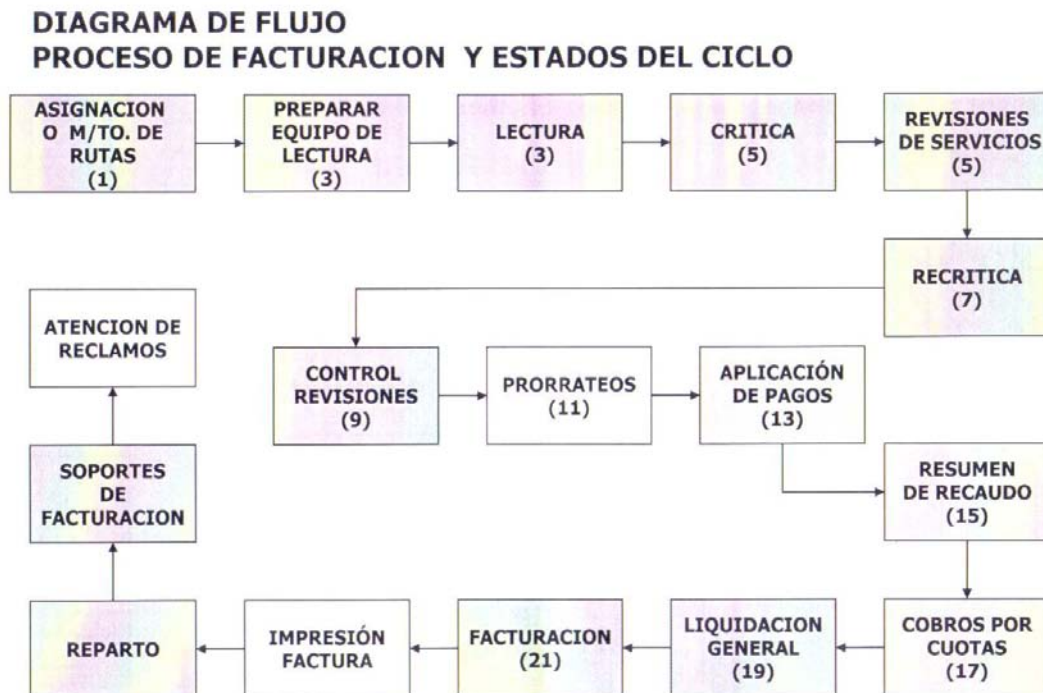 DIAGRAMA DE FLUJO
PROCESO DE FACTURACION Y ESTADOS DEL CICLO
ASIGNACION
O M/TO. DE
RUTAS
(1)
PREPARAR
EQUIPO DE
LECTURA
(3)
LECTURA
(3)
CRITICA
(5)
REVISIONES
DE SERVICIOS
(5)
RECRITICA
(7)
CONTROL
REVISIONES
(9)
PRORRATEOS
(11)
APLICACIÓN
DE PAGOS
(13)
RESUMEN
DE RECAUDO
(15)
COBROS POR
CUOTAS
(17)
LIQUIDACION
GENERAL
(19)
FACTURACION
(21)
IMPRESIÓN
FACTURA
REPARTO
SOPORTES
DE
FACTURACION
ATENCION DE
RECLAMOS